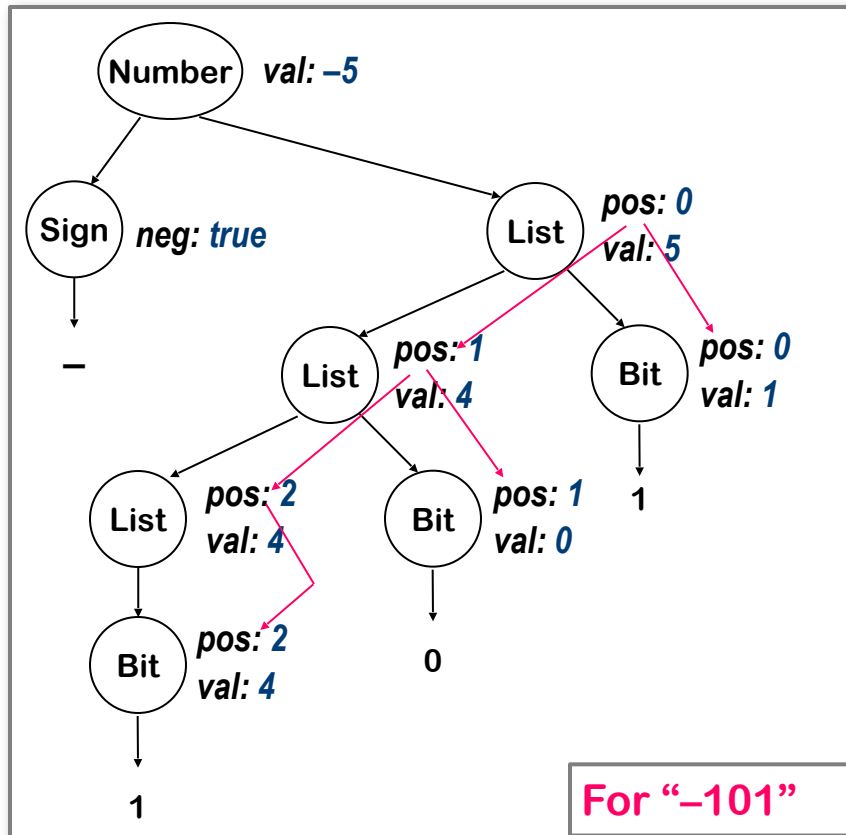 Number val: –5
Sign neg: true
List pos: 0
val: 5
–
List pos: 1
val: 4
Bit pos: 0
val: 1
List pos: 2
val: 4
Bit pos: 1
val: 0
1
Bit pos: 2
val: 4
0
1
For “–101”